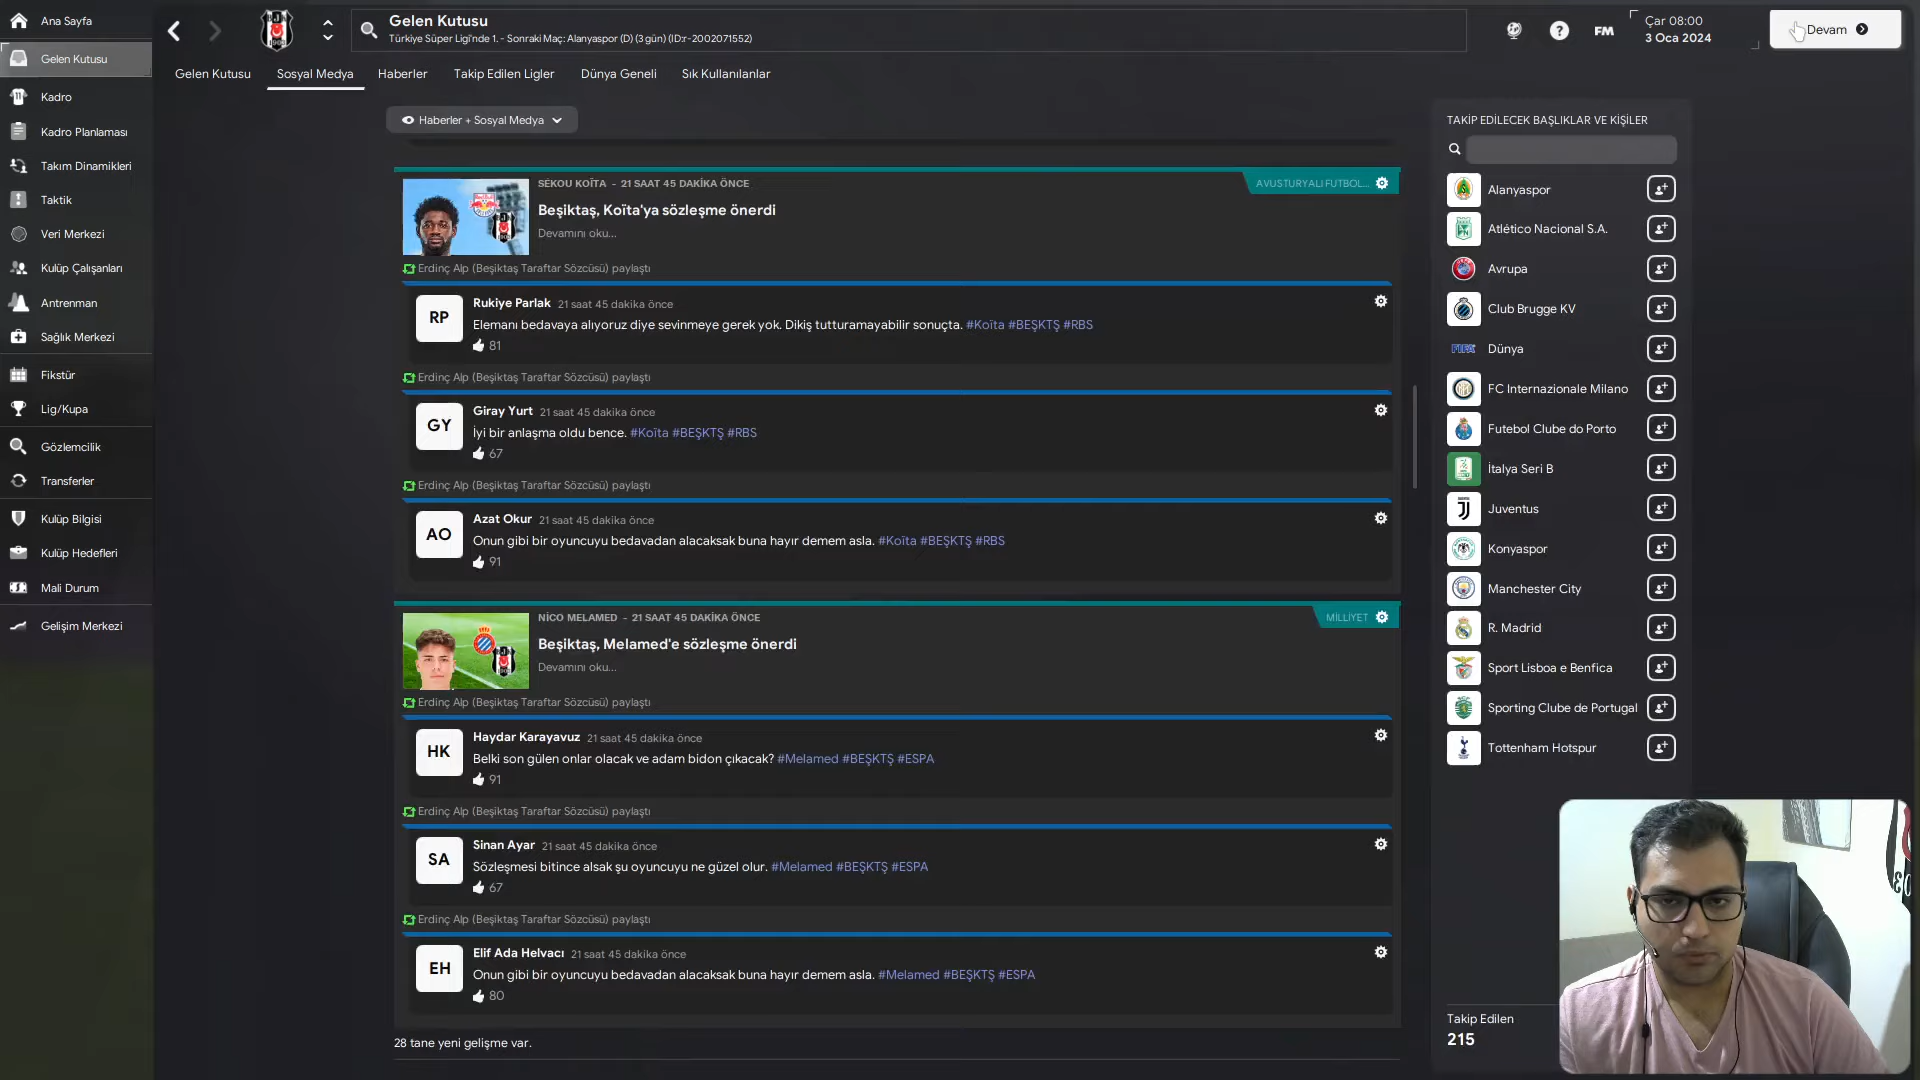 Ana Sayfa
Gelen Kutusu
Kadro
Kadro Planlaması
Takım Dinamikleri
Taktik
Veri Merkezi
Kulüp Çalışanları
Antrenman
Sağlık Merkezi
Fikstür
Lig/Kupa
Gözlemcilik
Transferler
Kulüp Bilgisi
Kulüp Hedefleri
Mali Durum
Gelişim Merkezi
Gelen Kutusu
Türkiye Süper Ligi'nde 1. - Sonraki Maç: Alanyaspor (D) (3 gün) (ID:r-2002071552)
FM
Çar 08:00
3 Oca 2024
Devam
Gelen Kutusu Sosyal Medya Haberler Takip Edilen Ligler Dünya Geneli Sık Kullanılanlar
Haberler + Sosyal Medya
SEKOU KOÏTA - 21 SAAT 45 DAKİKA ÖNCE
AVUSTURYALI FUTBOL...
Beşiktaş, Koïta'ya sözleşme önerdi
Devamını oku...
Erdinç Alp (Beşiktaş Taraftar Sözcüsü) paylaştı
RP
Rukiye Parlak 21 saat 45 dakika önce
Elemanı bedavaya alıyoruz diye sevinmeye gerek yok. Dikiş tutturamayabilir sonuçta. #Koïta #BEŞKTŞ #RBS
81
Erdinç Alp (Beşiktaş Taraftar Sözcüsü) paylaştı
GY
Giray Yurt 21 saat 45 dakika önce
İyi bir anlaşma oldu bence. #Koïta #BEŞKTŞ #RBS
67
Erdinç Alp (Beşiktaş Taraftar Sözcüsü) paylaştı
AO
Azat Okur 21 saat 45 dakika önce
Onun gibi bir oyuncuyu bedavadan alacaksak buna hayır demem asla. #Koïta #BEŞKTŞ #RBS
91
NİCO MELAMED - 21 SAAT 45 DAKİKA ÖNCE
MİLLİYET
Beşiktaş, Melamed'e sözleşme önerdi
Devamını oku...
Erdinç Alp (Beşiktaş Taraftar Sözcüsü) paylaştı
HK
Haydar Karayavuz 21 saat 45 dakika önce
Belki son gülen onlar olacak ve adam bidon çıkacak? #Melamed #BEŞKTŞ #ESPA
91
Erdinç Alp (Beşiktaş Taraftar Sözcüsü) paylaştı
SA
Sinan Ayar 21 saat 45 dakika önce
Sözleşmesi bitince alsak şu oyuncuyu ne güzel olur. #Melamed #BEŞKTŞ #ESPA
67
Erdinç Alp (Beşiktaş Taraftar Sözcüsü) paylaştı
EH
Elif Ada Helvacı 21 saat 45 dakika önce
Onun gibi bir oyuncuyu bedavadan alacaksak buna hayır demem asla. #Melamed #BEŞKTŞ #ESPA
80
28 tane yeni gelişme var.
TAKİP EDİLECEK BAŞLIKLAR VE KİŞİLER
Alanyaspor
Atlético Nacional S.A.
Avrupa
Club Brugge KV
FIFA
Dünya
FC Internazionale Milano
Futebol Clube do Porto
İtalya Seri B
Juventus
Konyaspor
Manchester City
R. Madrid
Sport Lisboa e Benfica
Sporting Clube de Portugal
Tottenham Hotspur
Takip Edilen
215